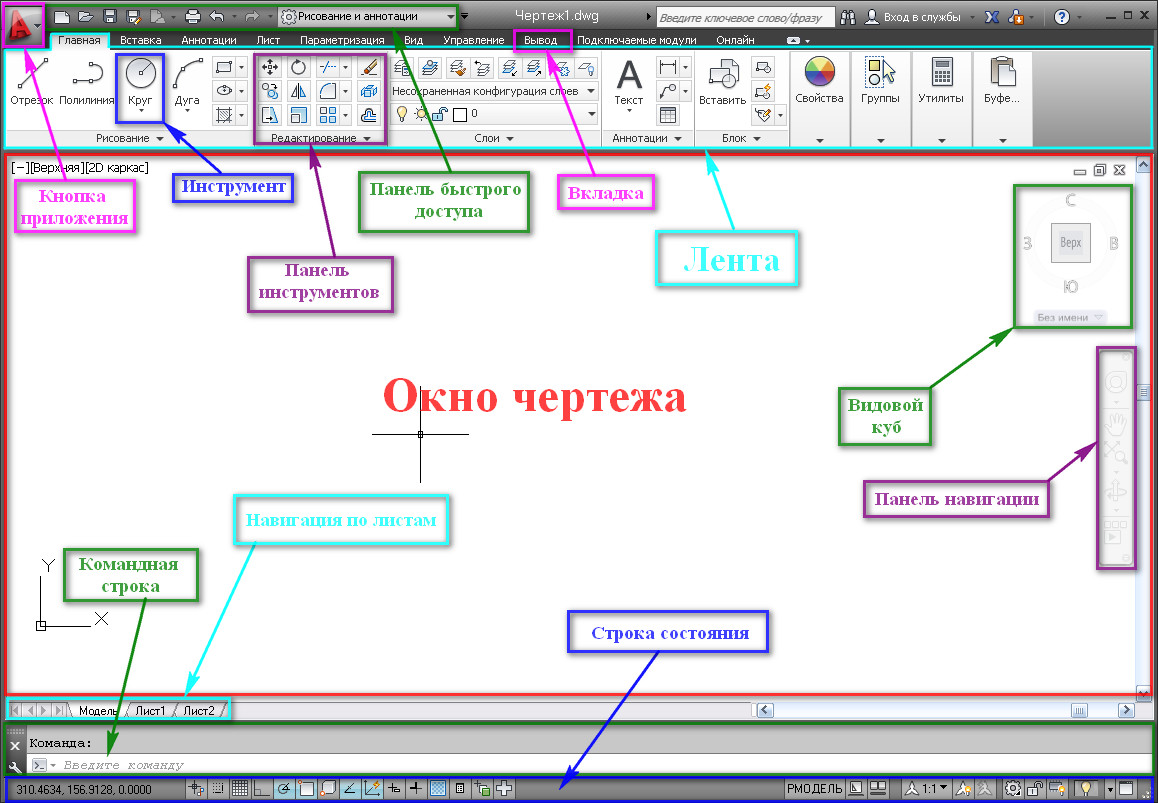 Рисование и аннотации
Чертеж1.dwg
Введите ключевое слово/фразу
Вход в службы
Главная
Вставка
Аннотации
Лист
Параметризация
Вид
Управление
Вывод
Подключаемые модули
Онлайн
Отрезок
Полилиния
Круг
Дуга
Несохраненная конфигурация слоев
0
Текст
Вставить
Свойства
Группы
Утилиты
Буфе...
Рисование
Редактирование
Слои
Аннотации
Блок
[−][Верхняя][2D каркас]
Кнопка
приложения
Инструмент
Панель быстрого
доступа
Вкладка
Лента
Панель
инструментов
С
З
Верх
В
Ю
Без имени
Окно чертежа
Видовой
куб
Панель навигации
Навигация по листам
Командная
строка
Y
X
Строка состояния
Модель
Лист1
Лист2
Команда:
Введите команду
310.4634, 156.9128, 0.0000
РМОДЕЛЬ
1:1